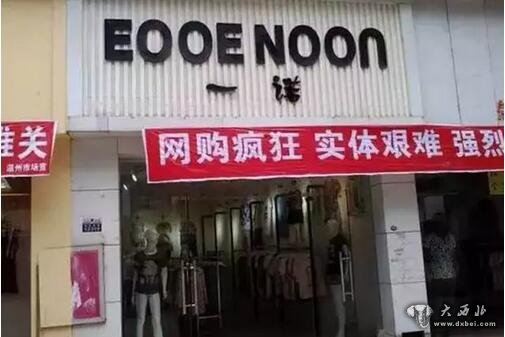 EOOE NOON
一诺
难关
温州市场宣
网购疯狂 实体艰难 强烈
大西北
www.dxbei.com